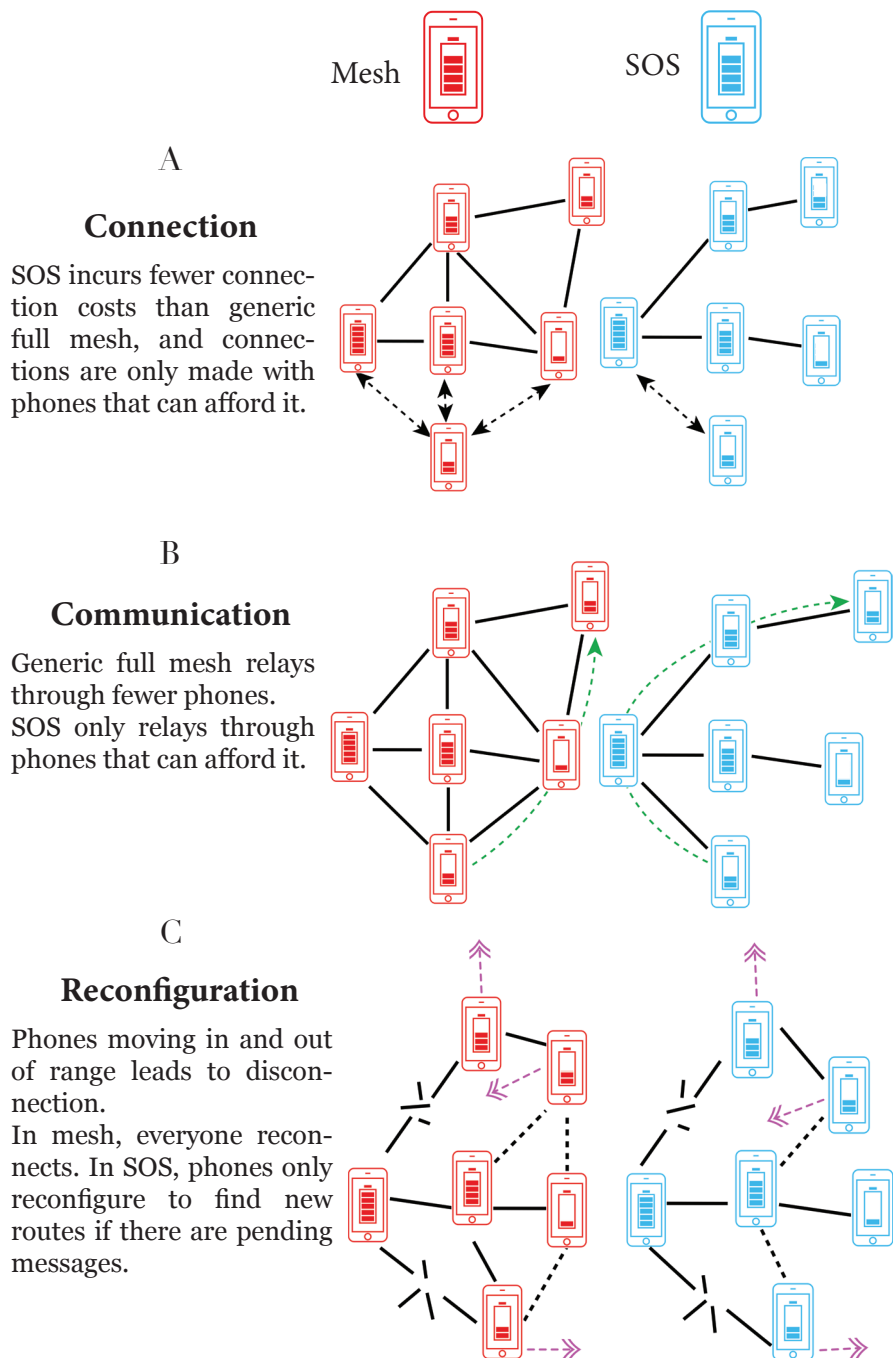 Mesh
SOS
A
Connection
SOS incurs fewer connec-
tion costs than generic
full mesh, and connec-
tions are only made with
phones that can afford it.
B
Communication
Generic full mesh relays
through fewer phones.
SOS only relays through
phones that can afford it.
C
Reconfiguration
Phones moving in and out
of range leads to discon-
nection.
In mesh, everyone recon-
nects. In SOS, phones only
reconfigure to find new
routes if there are pending
messages.